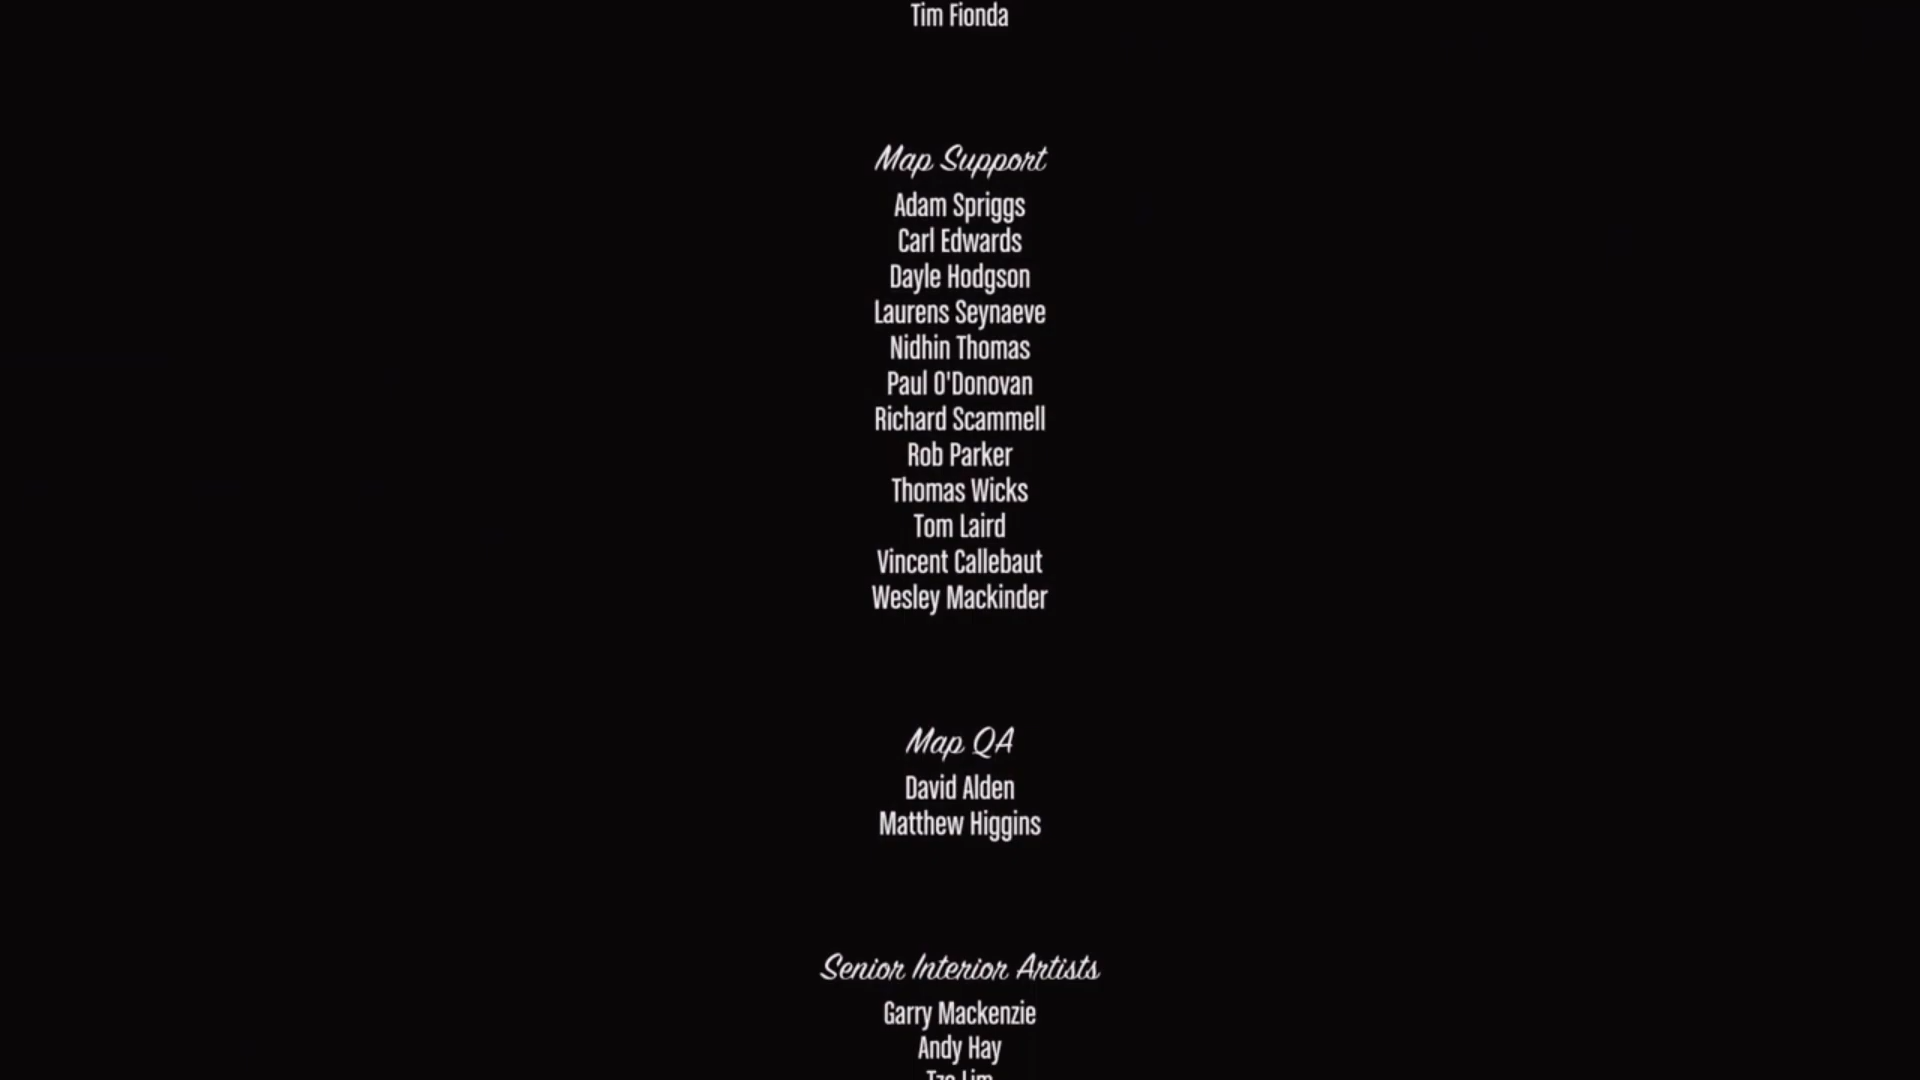 Tim Fionda
Map Support
Adam Spriggs
Carl Edwards
Dayle Hodgson
Laurens Seynaeve
Nidhin Thomas
Paul O'Donovan
Richard Scammell
Rob Parker
Thomas Wicks
Tom Laird
Vincent Callebaut
Wesley Mackinder
Map QA
David Alden
Matthew Higgins
Senior Interior Artists
Garry Mackenzie
Andy Hay